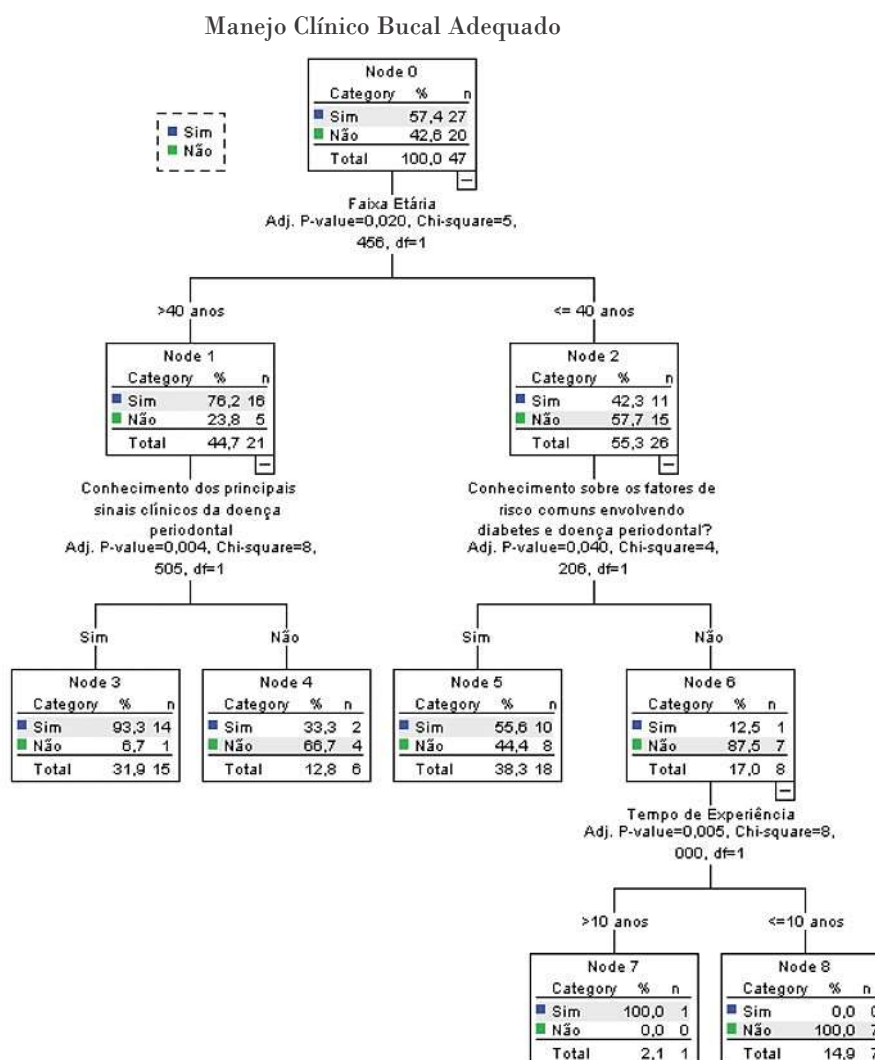 Manejo Clínico Bucal Adequado
Node 0
Category % n
Sim 57,4 27
Não 42,6 20
Total 100,0 47
Sim
Não
Faixa Etária
Adj. P-value=0,020, Chi-square=5,
456, df=1
>40 anos
<= 40 anos
Node 1
Category % n
Sim 76,2 16
Não 23,8 5
Total 44,7 21
Node 2
Category % n
Sim 42,3 11
Não 57,7 15
Total 55,3 26
Conhecimento dos principais
sinais clínicos da doença
periodontal
Adj. P-value=0,004, Chi-square=8,
505, df=1
Conhecimento sobre os fatores de
risco comuns envolvendo
diabetes e doença periodontal?
Adj. P-value=0,040, Chi-square=4,
206, df=1
Sim
Não
Sim
Não
Node 3
Category % n
Sim 93,3 14
Não 6,7 1
Total 31,9 15
Node 4
Category % n
Sim 33,3 2
Não 66,7 4
Total 12,8 6
Node 5
Category % n
Sim 55,6 10
Não 44,4 8
Total 38,3 18
Node 6
Category % n
Sim 12,5 1
Não 87,5 7
Total 17,0 8
Tempo de Experiência
Adj. P-value=0,005, Chi-square=8,
000, df=1
>10 anos
<=10 anos
Node 7
Category % n
Sim 100,0 1
Não 0,0 0
Total 2,1 1
Node 8
Category % n
Sim 0,0 0
Não 100,0 7
Total 14,9 7